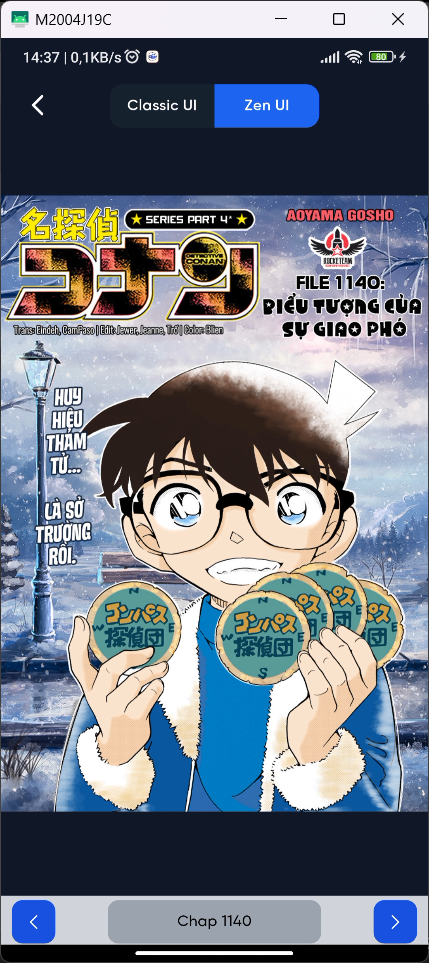 M2004J19C
14:37 | 0,1KB/s
80
Classic UI
Zen UI
名探偵
SERIES PART 4*
コナン
DETECTIVE
CONAN
AOYAMA GOSHO
ROCKETEAM
FILE 1140:
BIỂU TƯỢNG CỦA
SỰ GIAO PHÓ
Trans: Eindeh, CamPaso | Edit: Jewer, Jeanne, Trổi | Color: Ellen
HUY
HIỆU
THÁM
TỬ...
LÀ SỞ
TRƯỜNG
RỒI.
N
W
E
コンパス
探偵団
N
W
E
S
コンパス
探偵団
N
N
E
E
Chap 1140